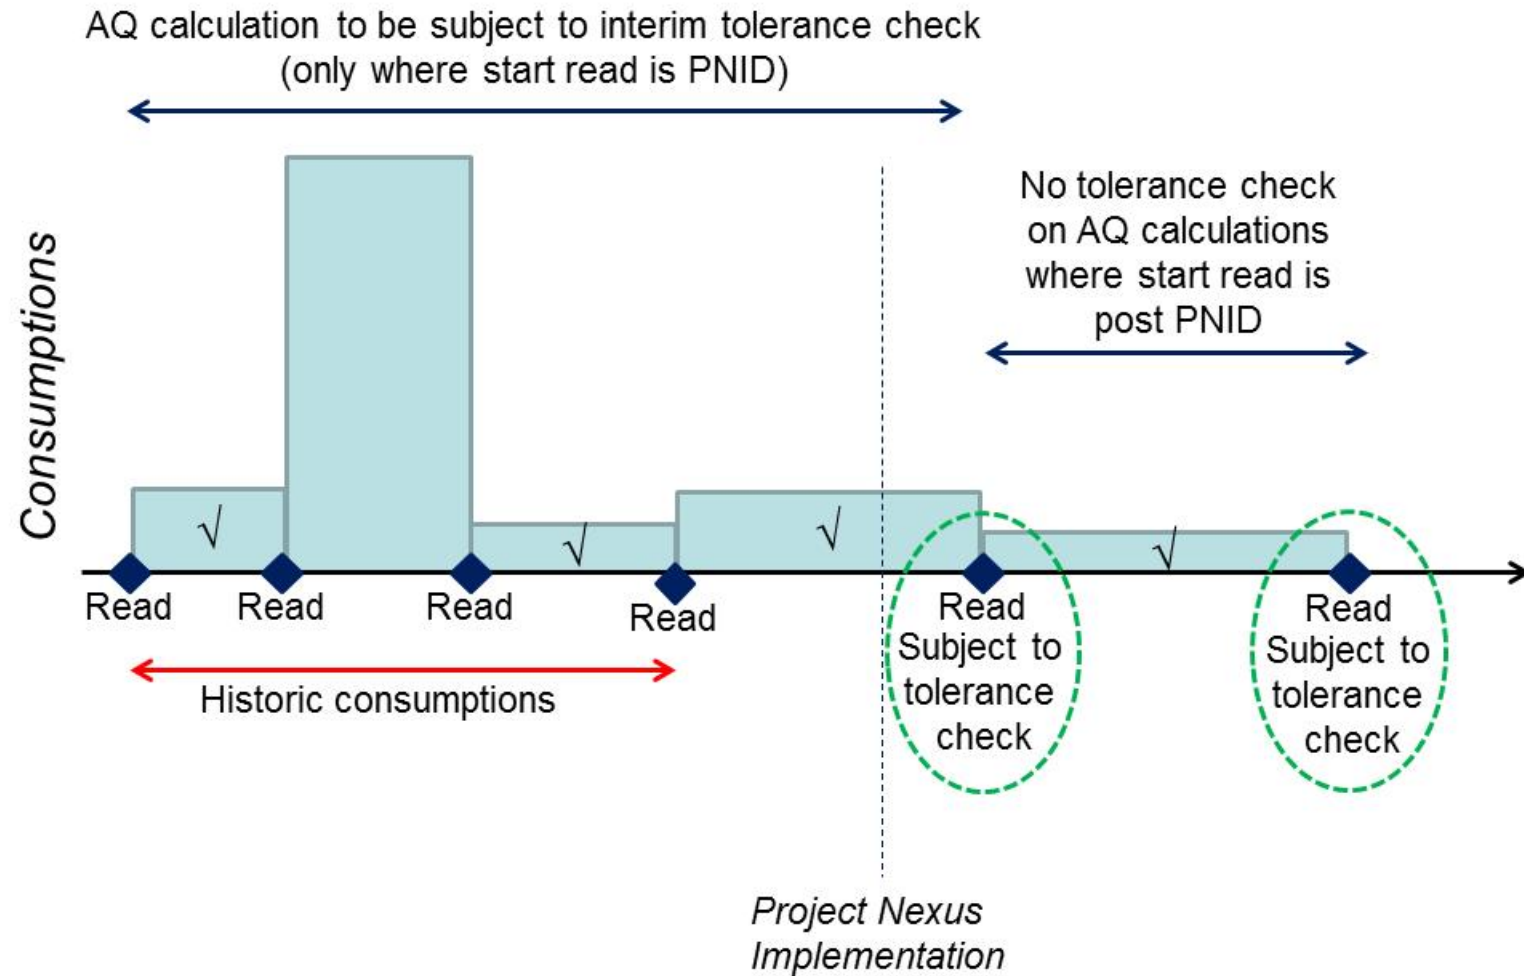 AQ calculation to be subject to interim tolerance check
(only where start read is PNID)
No tolerance check
on AQ calculations
where start read is
post PNID
Consumptions
√
√
√
√
Read
Read
Read
Read
Read
Subject to
tolerance
check
Read
Subject to
tolerance
check
Historic consumptions
Project Nexus
Implementation